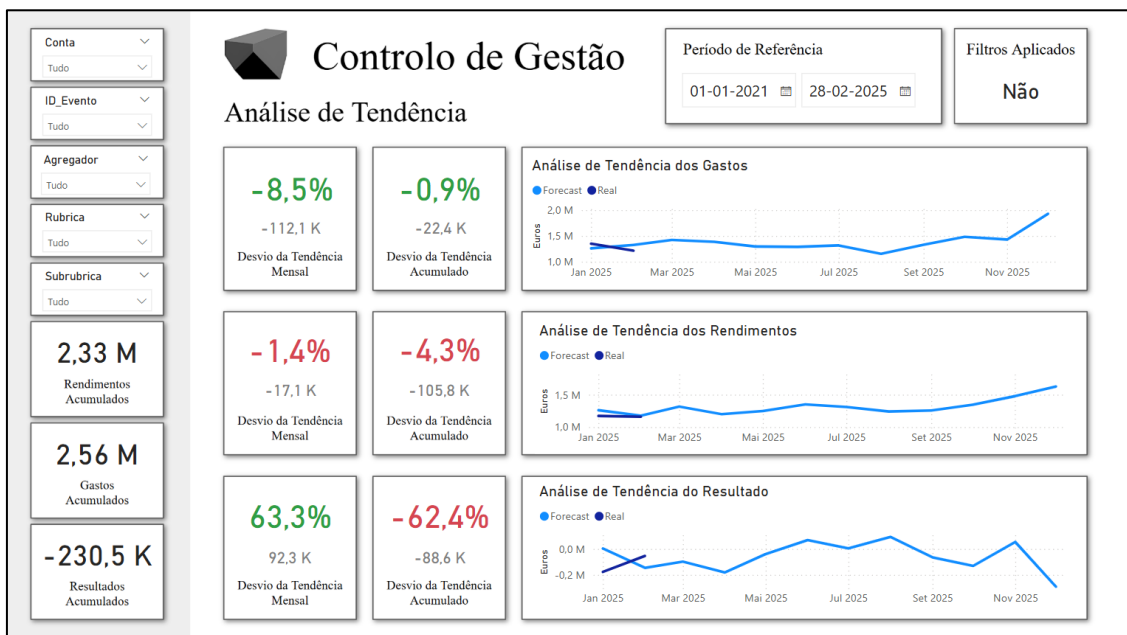 Conta
Tudo
ID_Evento
Tudo
Agregador
Tudo
Rubrica
Tudo
Subrubrica
Tudo
2,33 M
Rendimentos
Acumulados
2,56 M
Gastos
Acumulados
-230,5 K
Resultados
Acumulados
Controlo de Gestão
Análise de Tendência
Período de Referência
01-01-2021 28-02-2025
Filtros Aplicados
Não
-8,5%
-112,1 K
Desvio da Tendência
Mensal
-0,9%
-22,4 K
Desvio da Tendência
Acumulado
Análise de Tendência dos Gastos
Forecast Real
Euros
2,0 M
1,5 M
1,0 M
Jan 2025 Mar 2025 Mai 2025 Jul 2025 Set 2025 Nov 2025
-1,4%
-17,1 K
Desvio da Tendência
Mensal
-4,3%
-105,8 K
Desvio da Tendência
Acumulado
Análise de Tendência dos Rendimentos
Forecast Real
Euros
1,5 M
1,0 M
Jan 2025 Mar 2025 Mai 2025 Jul 2025 Set 2025 Nov 2025
63,3%
92,3 K
Desvio da Tendência
Mensal
-62,4%
-88,6 K
Desvio da Tendência
Acumulado
Análise de Tendência do Resultado
Forecast Real
Euros
0,0 M
-0,2 M
Jan 2025 Mar 2025 Mai 2025 Jul 2025 Set 2025 Nov 2025